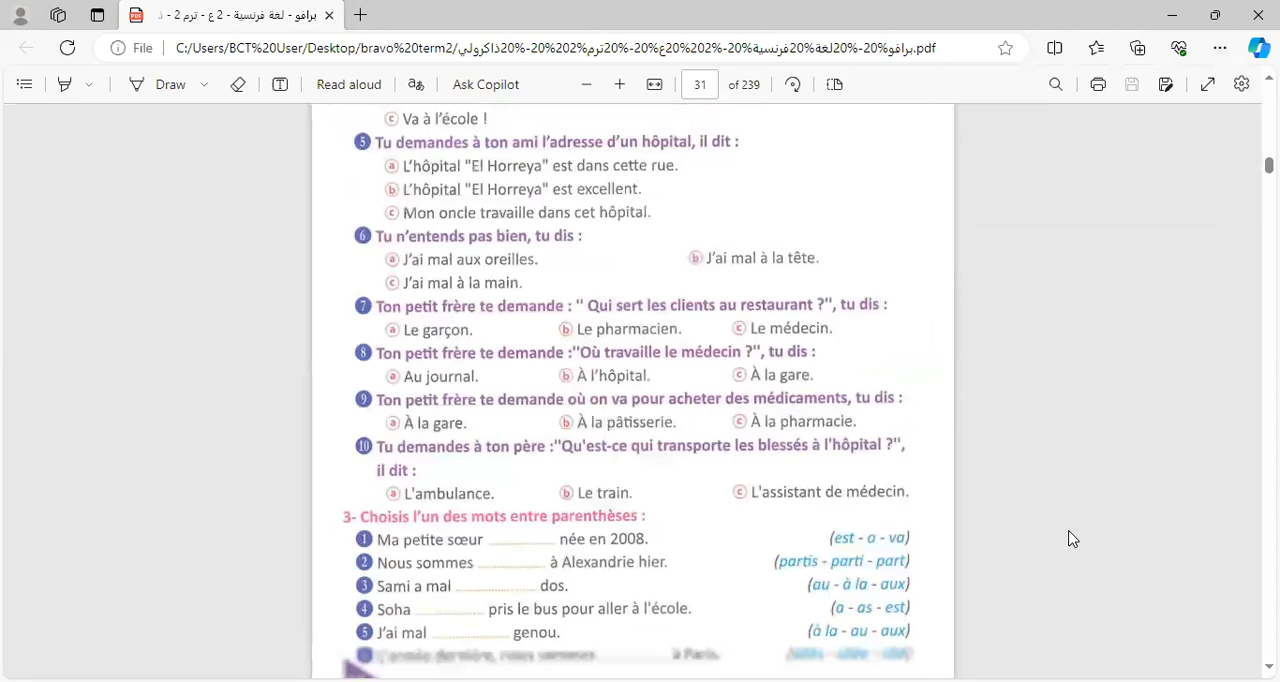 برافو - لغة فرنسية - 2 ع - ترم 2 - ذ
File C:/Users/BCT%20User/Desktop/bravo%20term2/برافو%20-%20لغة%20فرنسية%20-%202%20ع%20-%20ترم%202%20-%20ذاكرولي.pdf
Draw Read aloud Ask Copilot 31 of 239
c Va à l'école !
5 Tu demandes à ton ami l'adresse d'un hôpital, il dit :
a L'hôpital "El Horreya" est dans cette rue.
b L'hôpital "El Horreya" est excellent.
c Mon oncle travaille dans cet hôpital.
6 Tu n'entends pas bien, tu dis :
a J'ai mal aux oreilles. b J'ai mal à la tête.
c J'ai mal à la main.
7 Ton petit frère te demande : " Qui sert les clients au restaurant ?", tu dis :
a Le garçon. b Le pharmacien. c Le médecin.
8 Ton petit frère te demande :"Où travaille le médecin ?", tu dis :
a Au journal. b À l'hôpital. c À la gare.
9 Ton petit frère te demande où on va pour acheter des médicaments, tu dis :
a À la gare. b À la pâtisserie. c À la pharmacie.
10 Tu demandes à ton père :"Qu'est-ce qui transporte les blessés à l'hôpital ?",
il dit :
a L'ambulance. b Le train. c L'assistant de médecin.
3- Choisis l'un des mots entre parenthèses :
1 Ma petite sœur ............ née en 2008. (est - a - va)
2 Nous sommes ............ à Alexandrie hier. (partis - parti - part)
3 Sami a mal ............ dos. (au - à la - aux)
4 Soha ............ pris le bus pour aller à l'école. (a - as - est)
5 J'ai mal ............ genou. (à la - au - aux)
L'année dernière, nous sommes ............ à Paris.